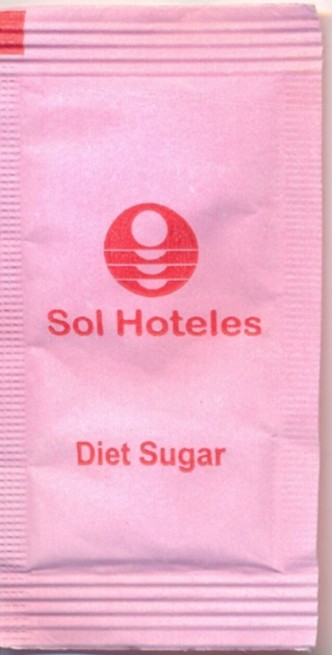 Sol Hoteles
Diet Sugar